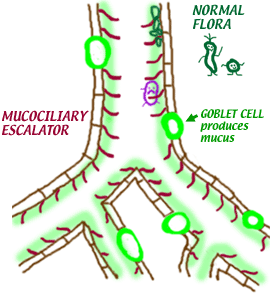 NORMAL
FLORA
MUCOCILIARY
ESCALATOR
GOBLET CELL
produces
mucus